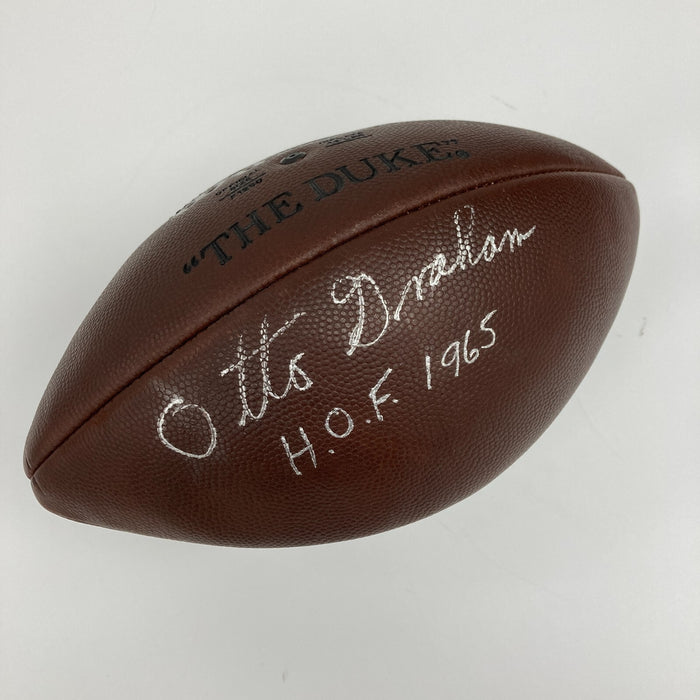 "THE DUKE"®
Otto Graham
H.O.F. 1965